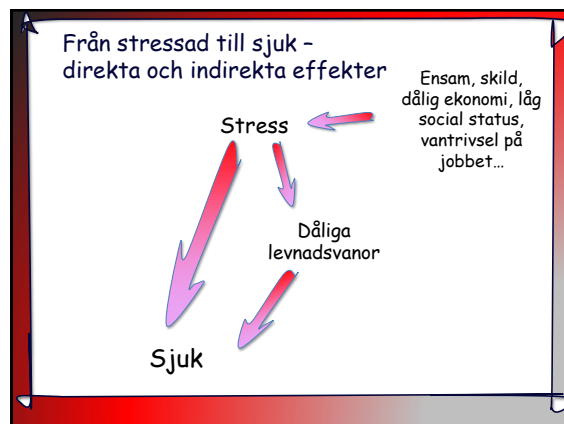 Från stressad till sjuk –
direkta och indirekta effekter
Ensam, skild,
dålig ekonomi, låg
social status,
vantrivsel på
jobbet…
Stress
Dåliga
levnadsvanor
Sjuk